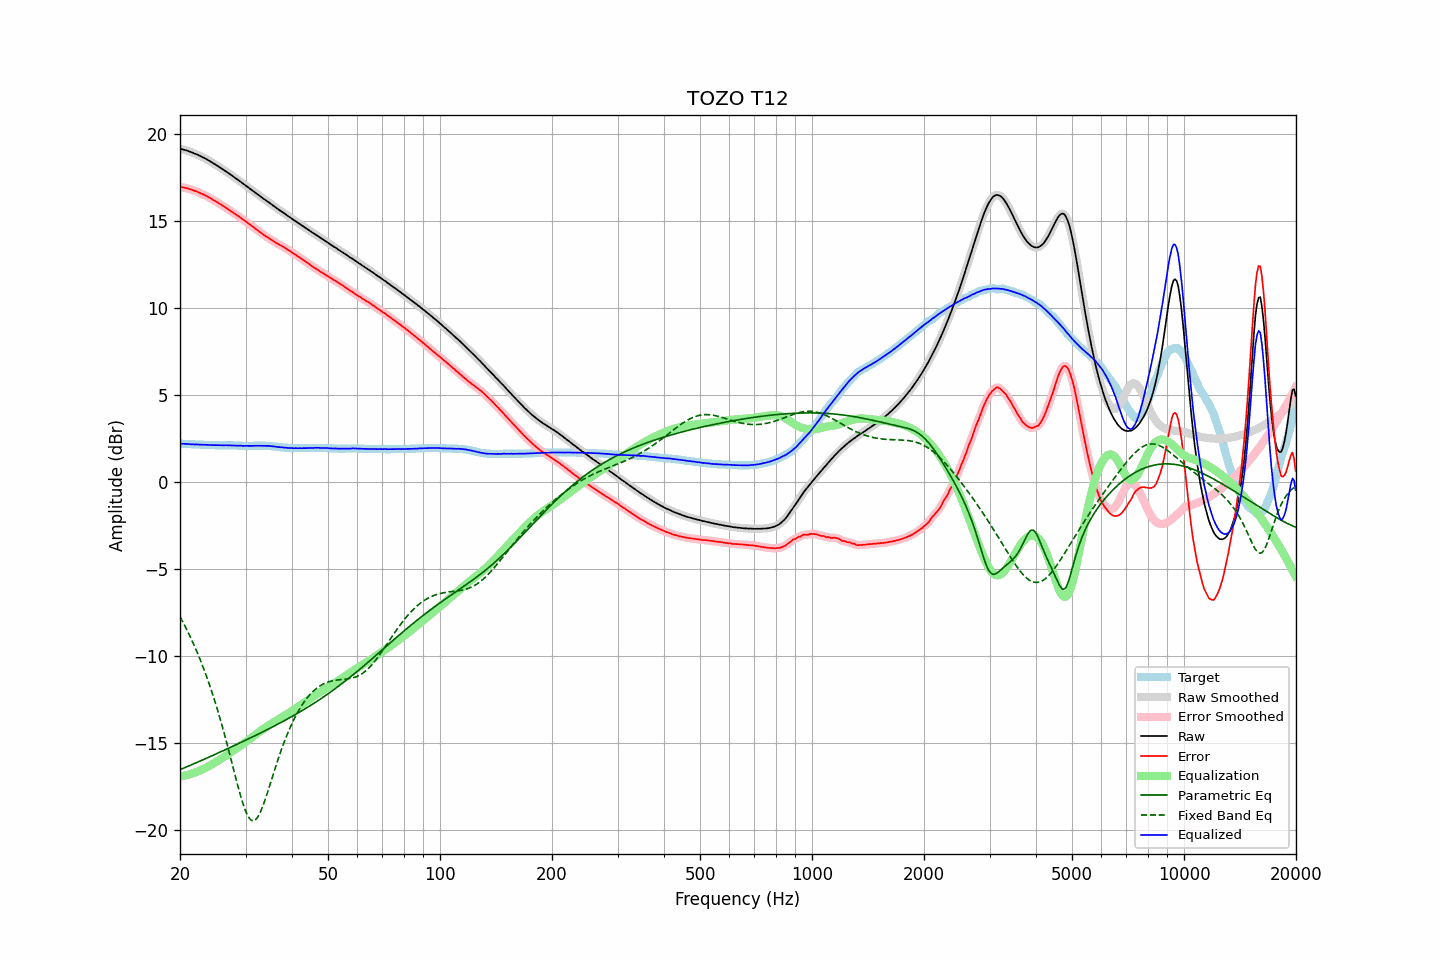 TOZO T12
Amplitude (dBr)
20
15
10
5
0
−5
−10
−15
−20
20
50
100
200
500
1000
2000
5000
10000
20000
Frequency (Hz)
Target
Raw Smoothed
Error Smoothed
Raw
Error
Equalization
Parametric Eq
Fixed Band Eq
Equalized